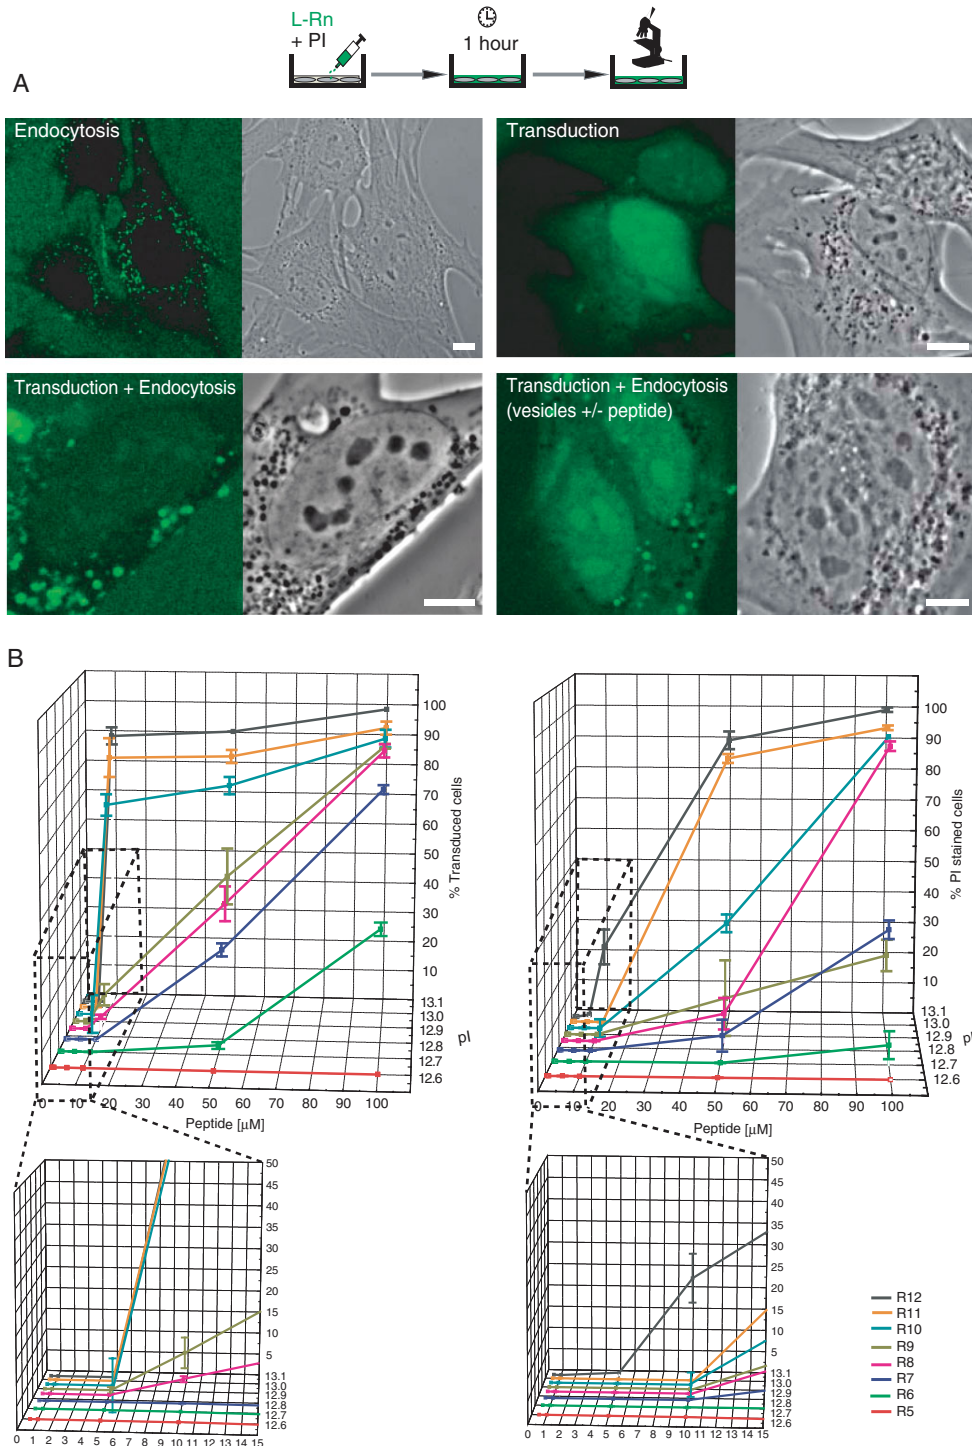 L-Rn
+ PI
1 hour
A
Endocytosis
Transduction
Transduction + Endocytosis
Transduction + Endocytosis
(vesicles +/- peptide)
B
100
90
80
70
60
50
40
30
20
10
% Transduced cells
13.1
13.0
12.9
12.8
12.7
12.6
pI
0 10 20 30 40 50 60 70 80 90 100
Peptide [µM]
100
90
80
70
60
50
40
30
20
10
% PI stained cells
13.1
13.0
12.9
12.8
12.7
12.6
0 10 20 30 40 50 60 70 80 90 100
Peptide [µM]
50
45
40
35
30
25
20
15
10
5
13.1
13.0
12.9
12.8
12.7
12.6
0 1 2 3 4 5 6 7 8 9 10 11 12 13 14 15
50
45
40
35
30
25
20
15
10
5
13.1
13.0
12.9
12.8
12.7
12.6
0 1 2 3 4 5 6 7 8 9 10 11 12 13 14 15
R12
R11
R10
R9
R8
R7
R6
R5